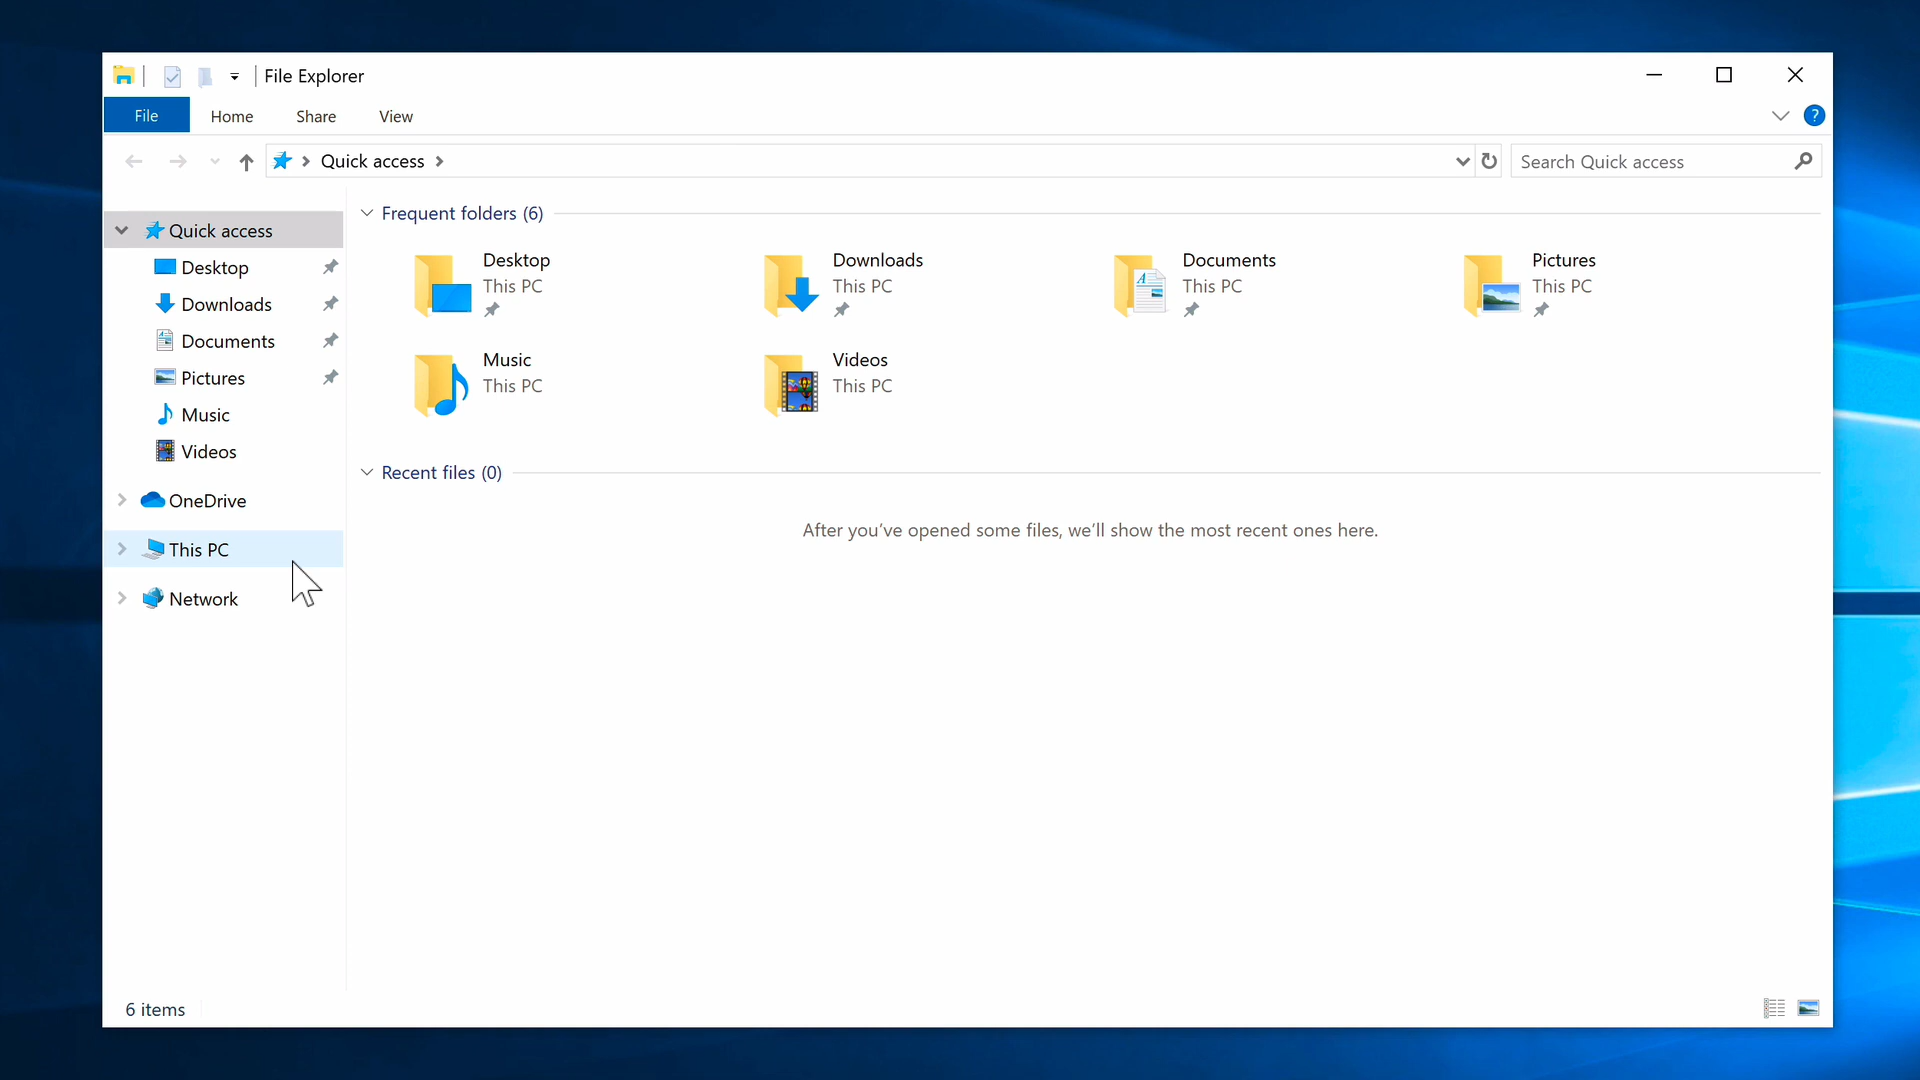 File Explorer
File Home Share View
Quick access
Search Quick access
Quick access
Desktop
Downloads
Documents
Pictures
Music
Videos
OneDrive
This PC
Network
Frequent folders (6)
Desktop
This PC
Downloads
This PC
Documents
This PC
Pictures
This PC
Music
This PC
Videos
This PC
Recent files (0)
After you’ve opened some files, we’ll show the most recent ones here.
6 items